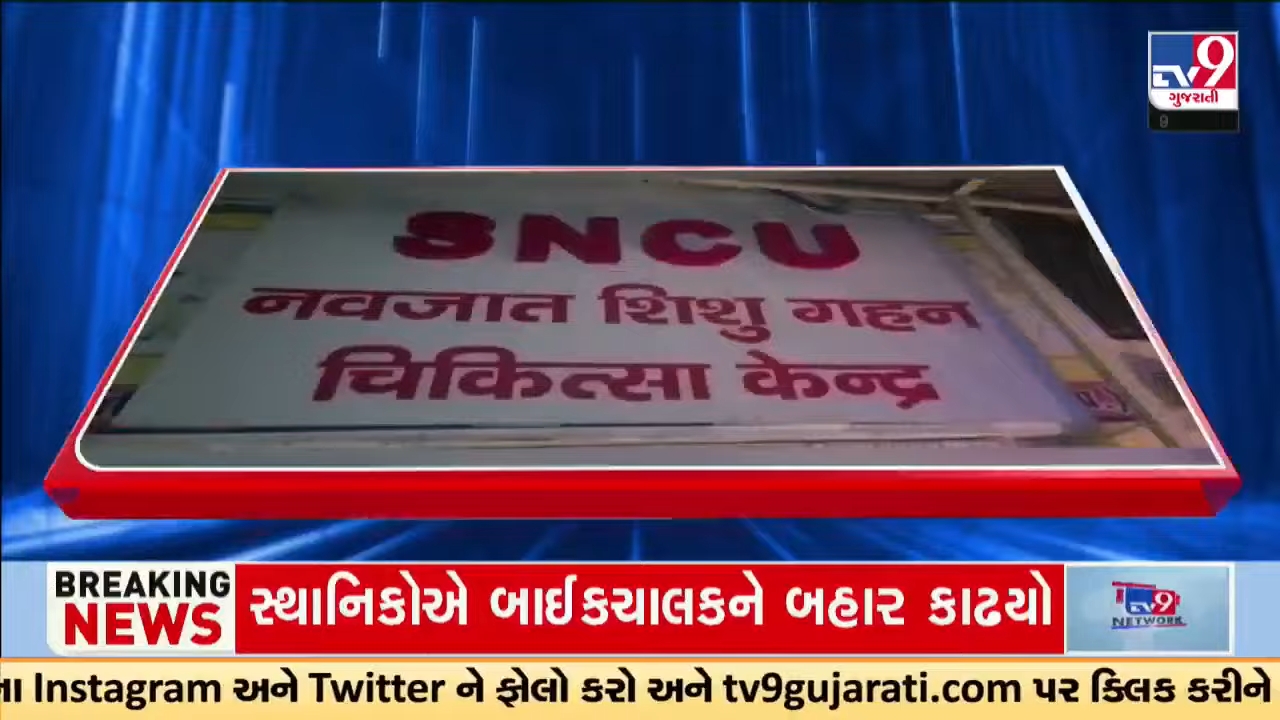 TV9
ગુજરાતી
SNCU
नवजात शिशु गहन
चिकित्सा केन्द्र
BREAKING
NEWS
સ્થાનિકોએ બાઈકચાલકને બહાર કાઢયો
TV9
NETWORK
Instagram અને Twitter ને ફોલો કરો અને tv9gujarati.com પર ક્લિક કરીને